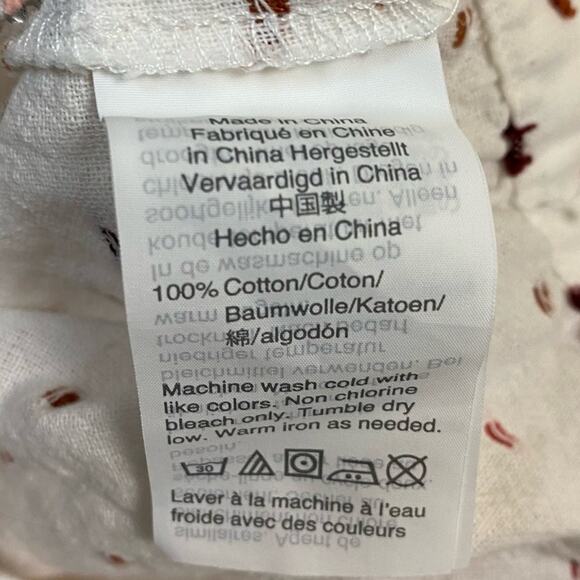 Made in China
Fabriqué en Chine
in China Hergestellt
Vervaardigd in China
中国製
Hecho en China
100% Cotton/Coton/
Baumwolle/Katoen/
綿/algodón
Machine wash cold with
like colors. Non chlorine
bleach only. Tumble dry
low. Warm iron as needed.
30
Laver à la machine à l'eau
froide avec des couleurs